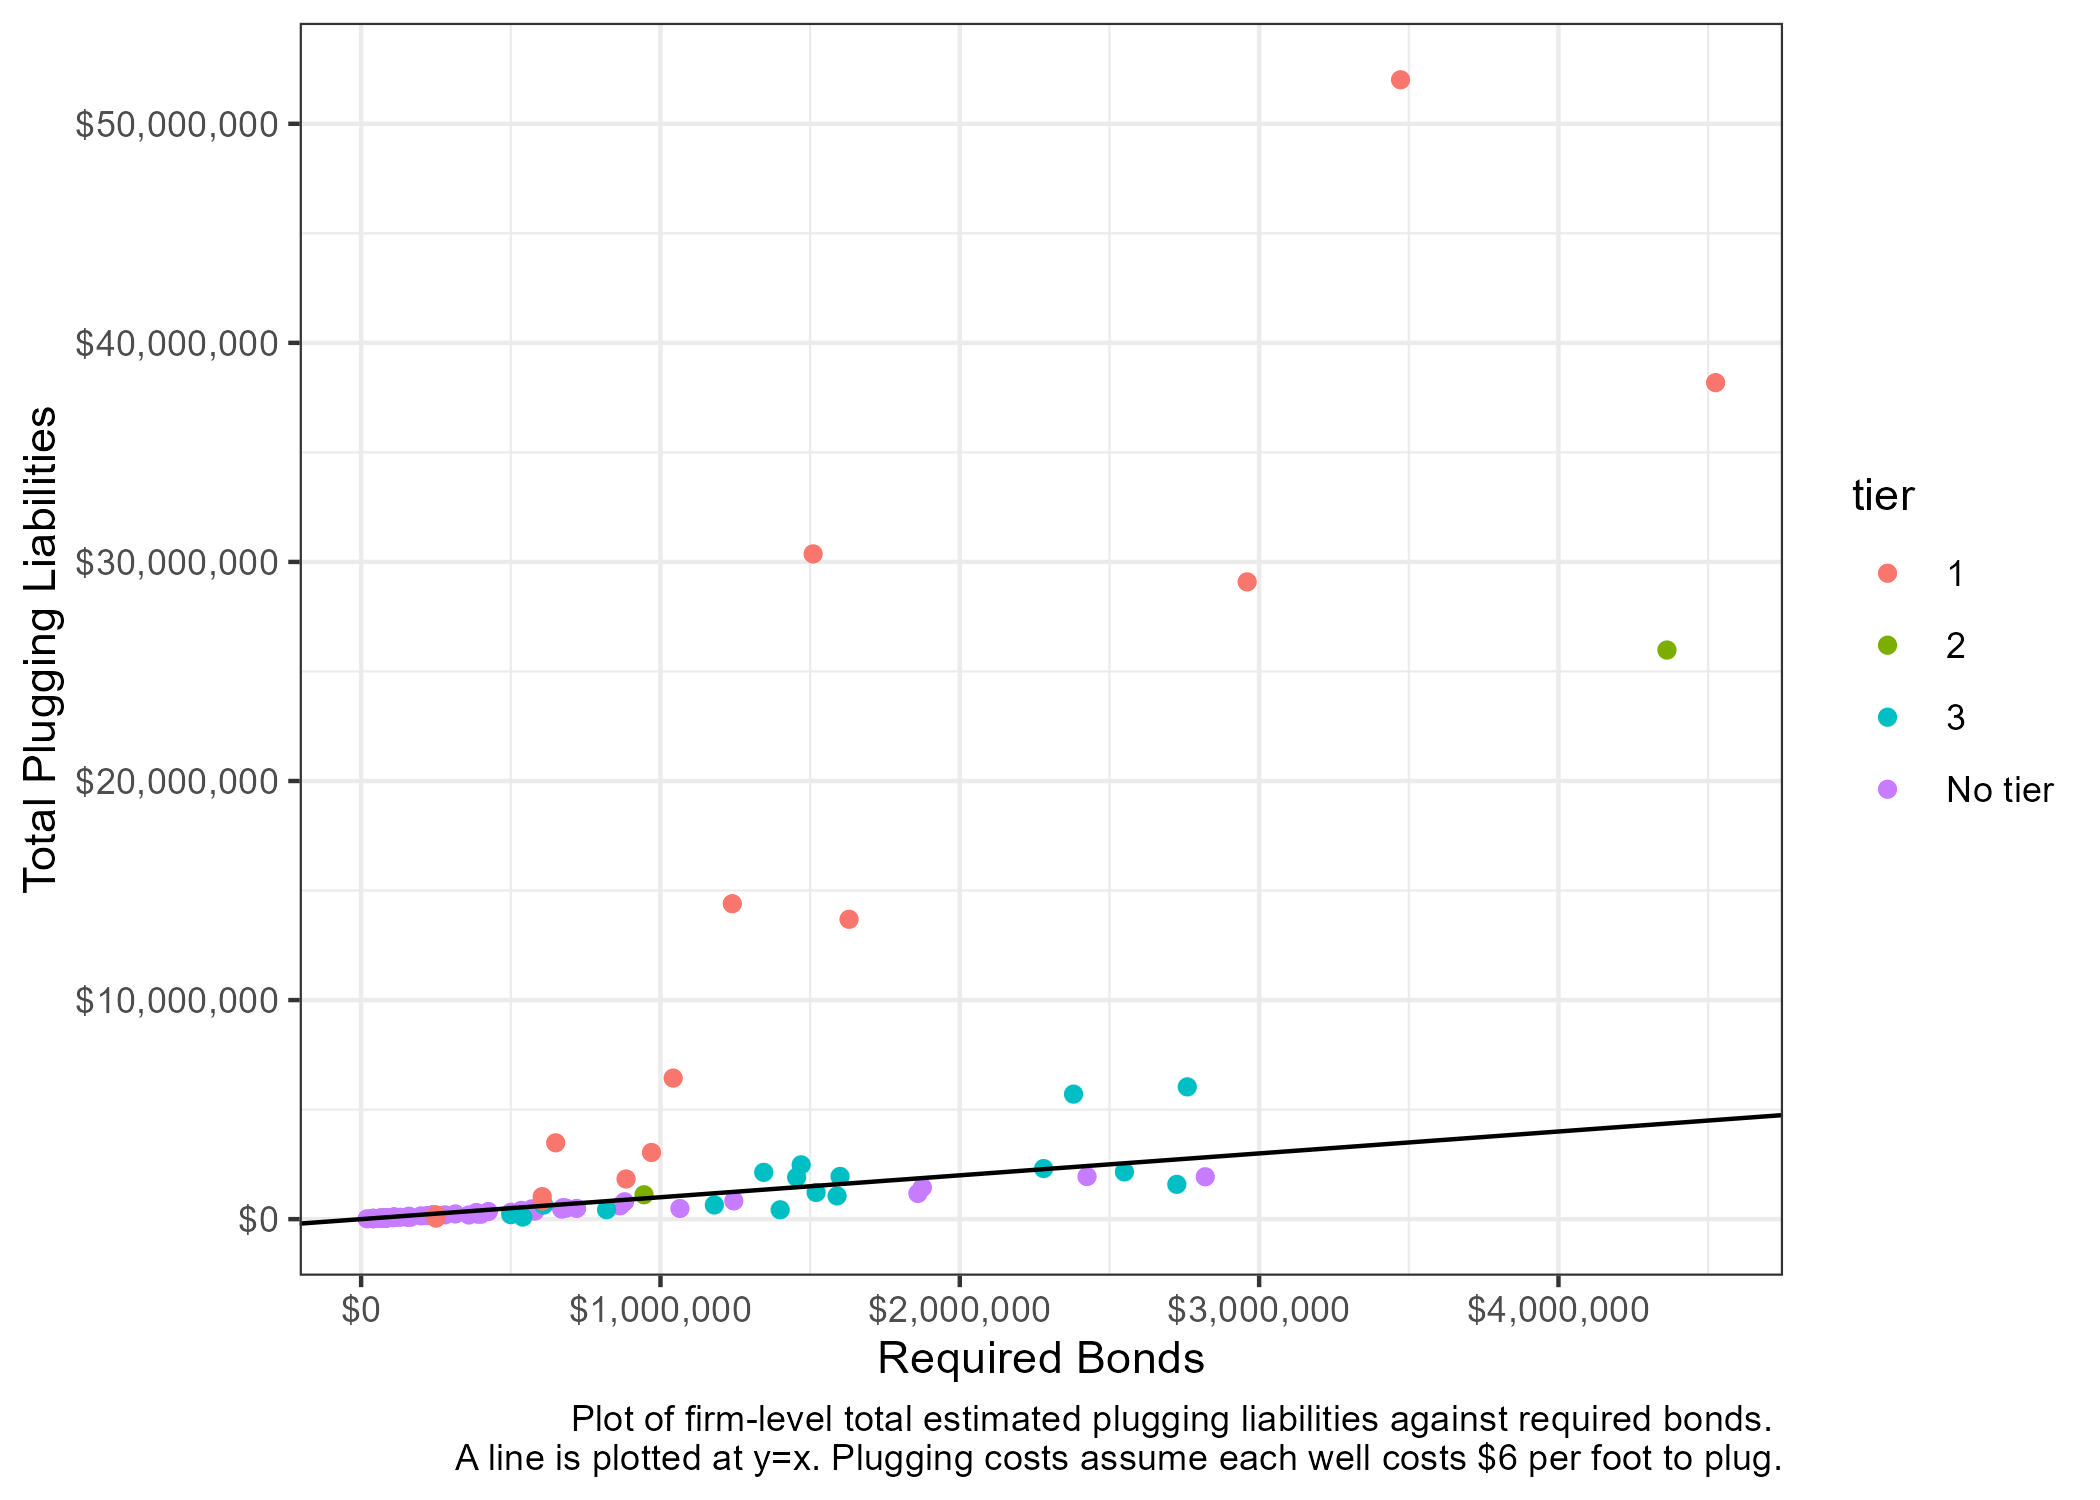 $50,000,000
$40,000,000
$30,000,000
$20,000,000
$10,000,000
$0
Total Plugging Liabilities
$0
$1,000,000
$2,000,000
$3,000,000
$4,000,000
Required Bonds
tier
1
2
3
No tier
Plot of firm-level total estimated plugging liabilities against required bonds.
A line is plotted at y=x. Plugging costs assume each well costs $6 per foot to plug.